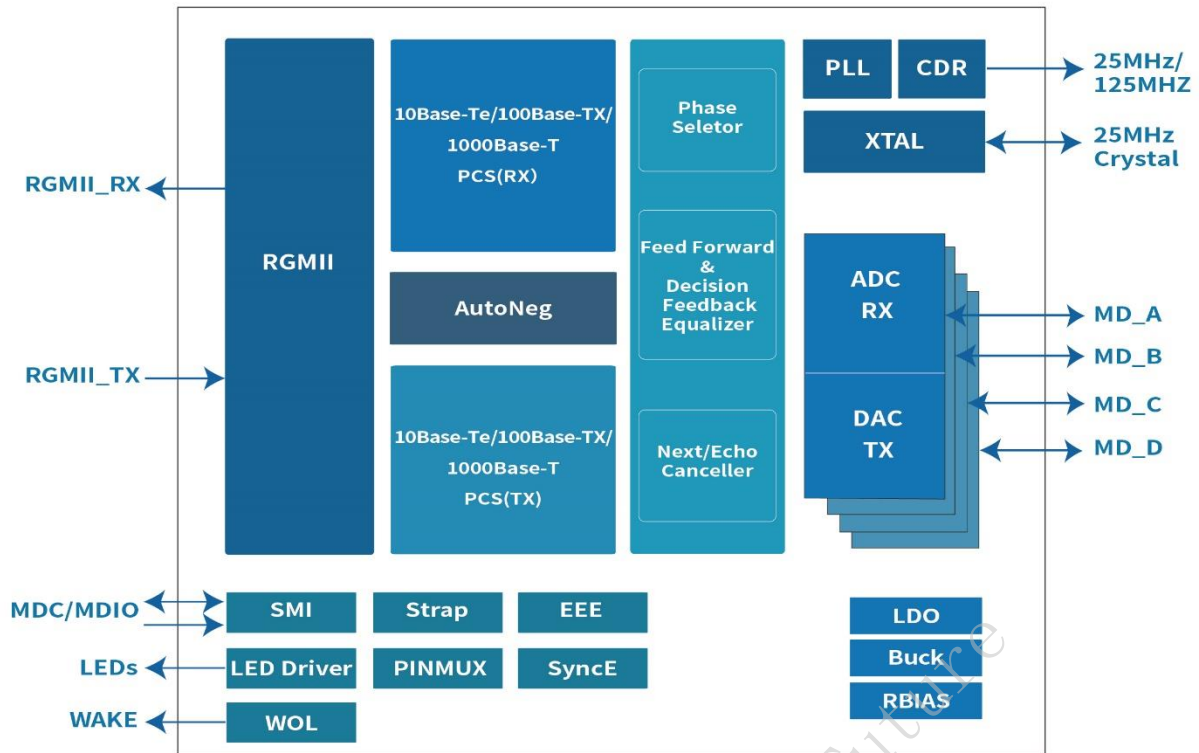 RGMII_RX
RGMII_TX
RGMII
10Base-Te/100Base-TX/
1000Base-T
PCS(RX)
AutoNeg
10Base-Te/100Base-TX/
1000Base-T
PCS(TX)
Phase
Seletor
Feed Forward
&
Decision
Feedback
Equalizer
Next/Echo
Canceller
PLL
CDR
XTAL
25MHz/
125MHZ
25MHz
Crystal
ADC
RX
DAC
TX
MD_A
MD_B
MD_C
MD_D
MDC/MDIO
SMI
Strap
EEE
LEDs
LED Driver
PINMUX
SyncE
WAKE
WOL
LDO
Buck
RBIAS
Future